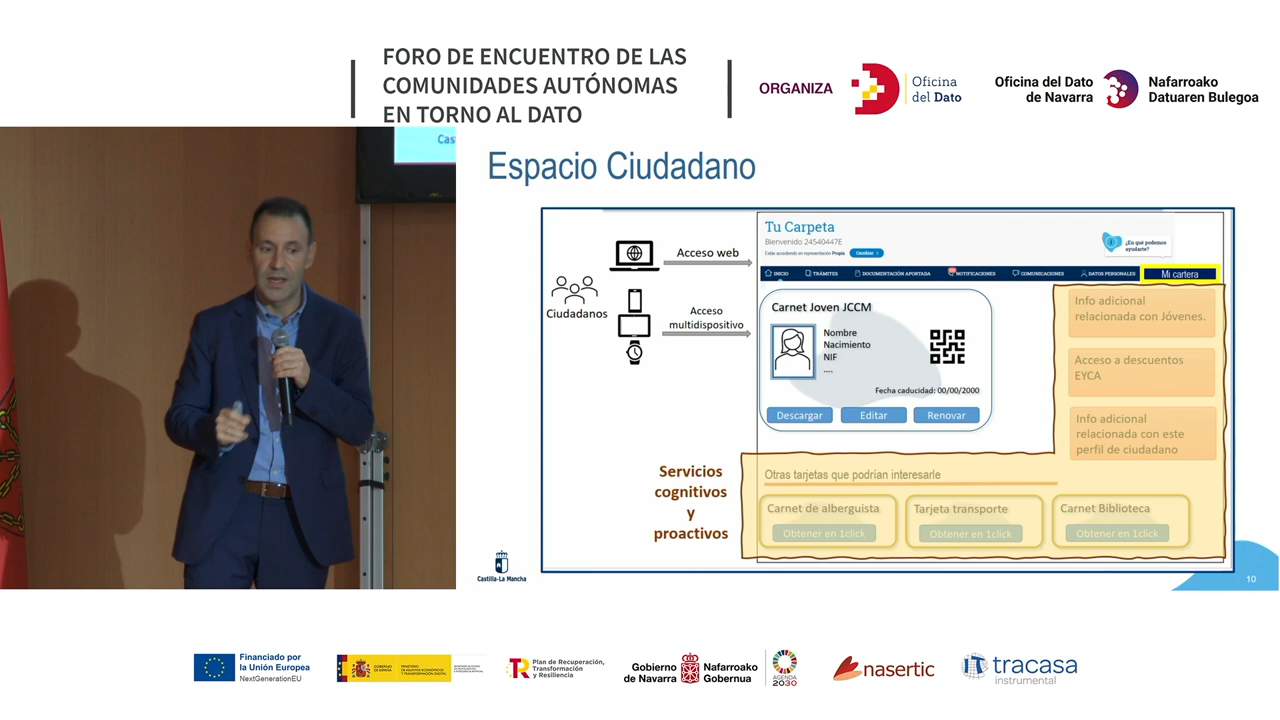 FORO DE ENCUENTRO DE LAS
COMUNIDADES AUTÓNOMAS
EN TORNO AL DATO
ORGANIZA
Oficina
del Dato
Oficina del Dato
de Navarra
Nafarroako
Datuaren Bulegoa
Espacio Ciudadano
Ciudadanos
Acceso web
Acceso
multidispositivo
Tu Carpeta
Bienvenido 24540447E
Estás accediendo en representación Propia
Cambiar
¿En qué podemos
ayudarte?
INICIO
TRÁMITES
DOCUMENTACIÓN APORTADA
NOTIFICACIONES
COMUNICACIONES
DATOS PERSONALES
Mi cartera
Carnet Joven JCCM
Nombre
Nacimiento
NIF
....
Fecha caducidad: 00/00/2000
Descargar
Editar
Renovar
Info adicional
relacionada con Jóvenes.
Acceso a descuentos
EYCA
Info adicional
relacionada con este
perfil de ciudadano
Servicios
cognitivos
y
proactivos
Otras tarjetas que podrían interesarle
Carnet de alberguista
Obtener en 1click
Tarjeta transporte
Obtener en 1click
Carnet Biblioteca
Obtener en 1click
Castilla-La Mancha
10
Financiado por
la Unión Europea
NextGenerationEU
Plan de Recuperación,
Transformación
y Resiliencia
Gobierno
de Navarra
Nafarroako
Gobernua
AGENDA
2030
nasertic
tracasa
instrumental